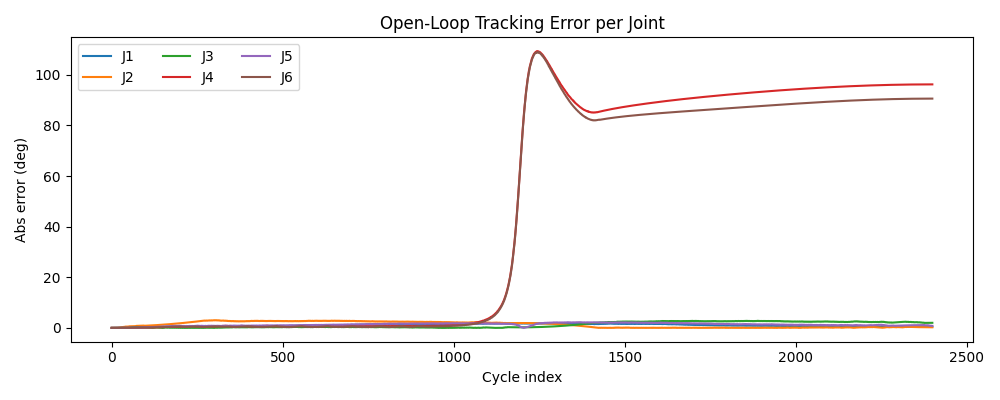 Open-Loop Tracking Error per Joint
J1 J3 J5
J2 J4 J6
Abs error (deg)
100
80
60
40
20
0
0 500 1000 1500 2000 2500
Cycle index